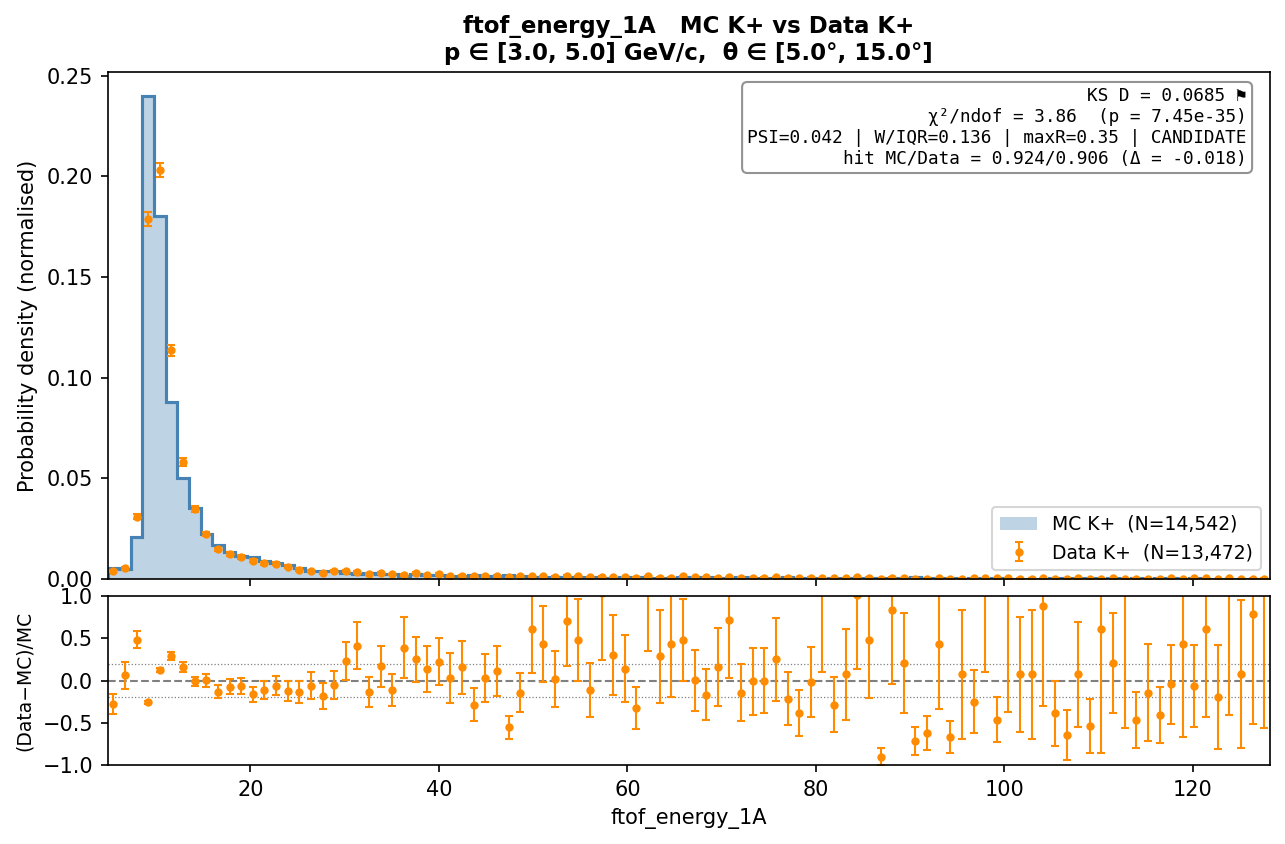 ftof_energy_1A   MC K+ vs Data K+
p ∈ [3.0, 5.0] GeV/c,  θ ∈ [5.0°, 15.0°]
KS D = 0.0685 ⚑
χ²/ndof = 3.86  (p = 7.45e-35)
PSI=0.042 | W/IQR=0.136 | maxR=0.35 | CANDIDATE
hit MC/Data = 0.924/0.906 (Δ = -0.018)
Probability density (normalised)
0.25
0.20
0.15
0.10
0.05
0.00
MC K+  (N=14,542)
Data K+  (N=13,472)
(Data−MC)/MC
1.0
0.5
0.0
−0.5
−1.0
20 40 60 80 100 120
ftof_energy_1A